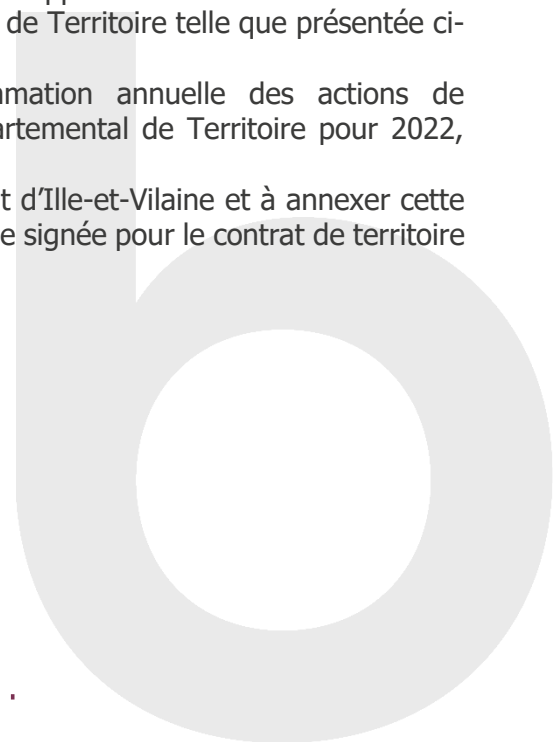 de Territoire telle que présentée ci-
mmation annuelle des actions de
artemental de Territoire pour 2022,
t d'Ille-et-Vilaine et à annexer cette
e signée pour le contrat de territoire
b
.